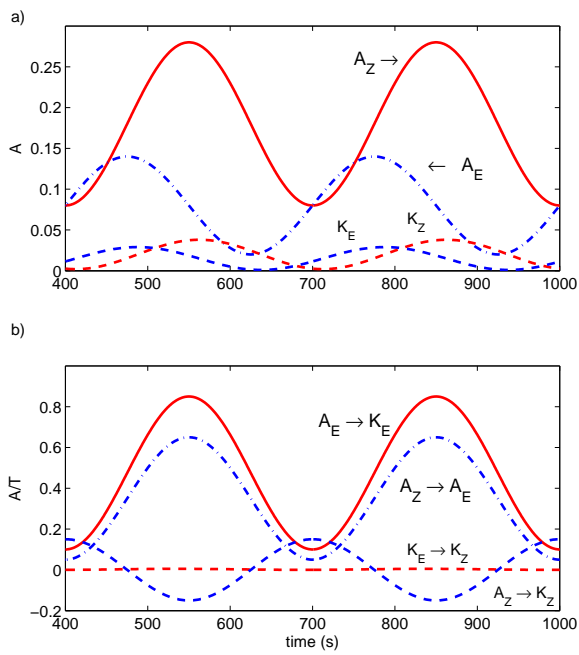 a)
0.25
0.2
0.15
0.1
0.05
0
A
A_Z →
← A_E
K_E
K_Z
400 500 600 700 800 900 1000
b)
0.8
0.6
0.4
0.2
0
−0.2
A/T
A_E → K_E
A_Z → A_E
K_E → K_Z
A_Z → K_Z
400 500 600 700 800 900 1000
time (s)